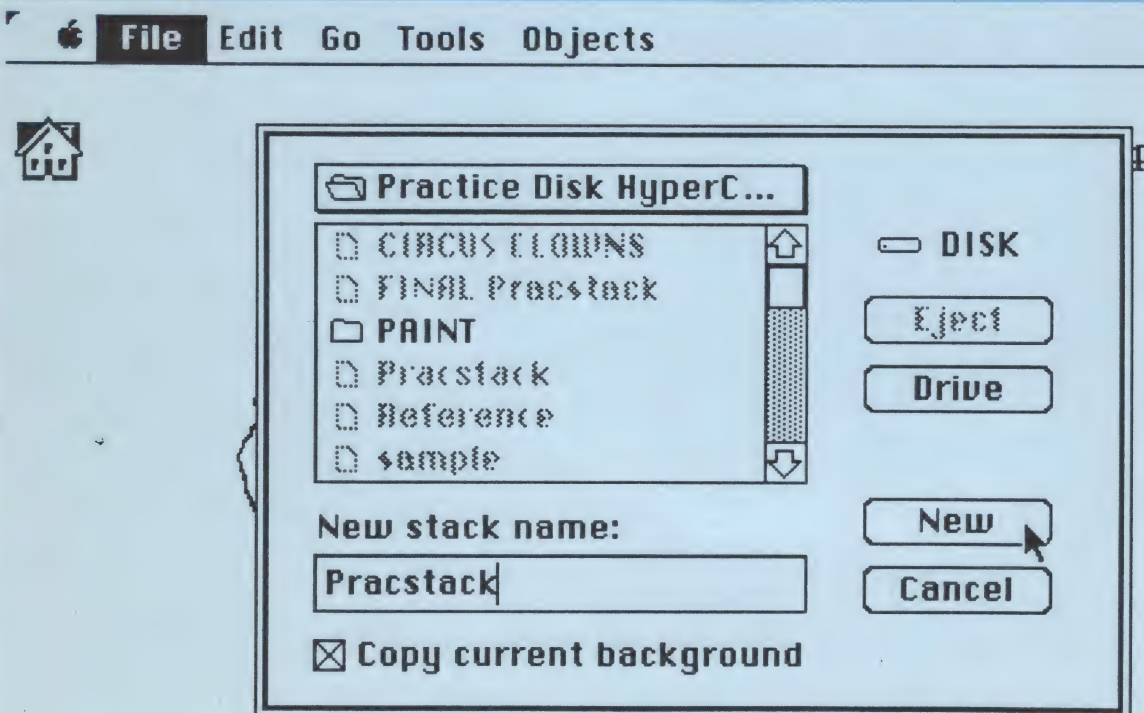 File Edit Go Tools Objects
Practice Disk HyperC...
CIRCUS CLOWNS
FINAL Pracstack
PAINT
Pracstack
Reference
sample
DISK
Eject
Drive
New stack name:
Pracstack
New
Cancel
Copy current background